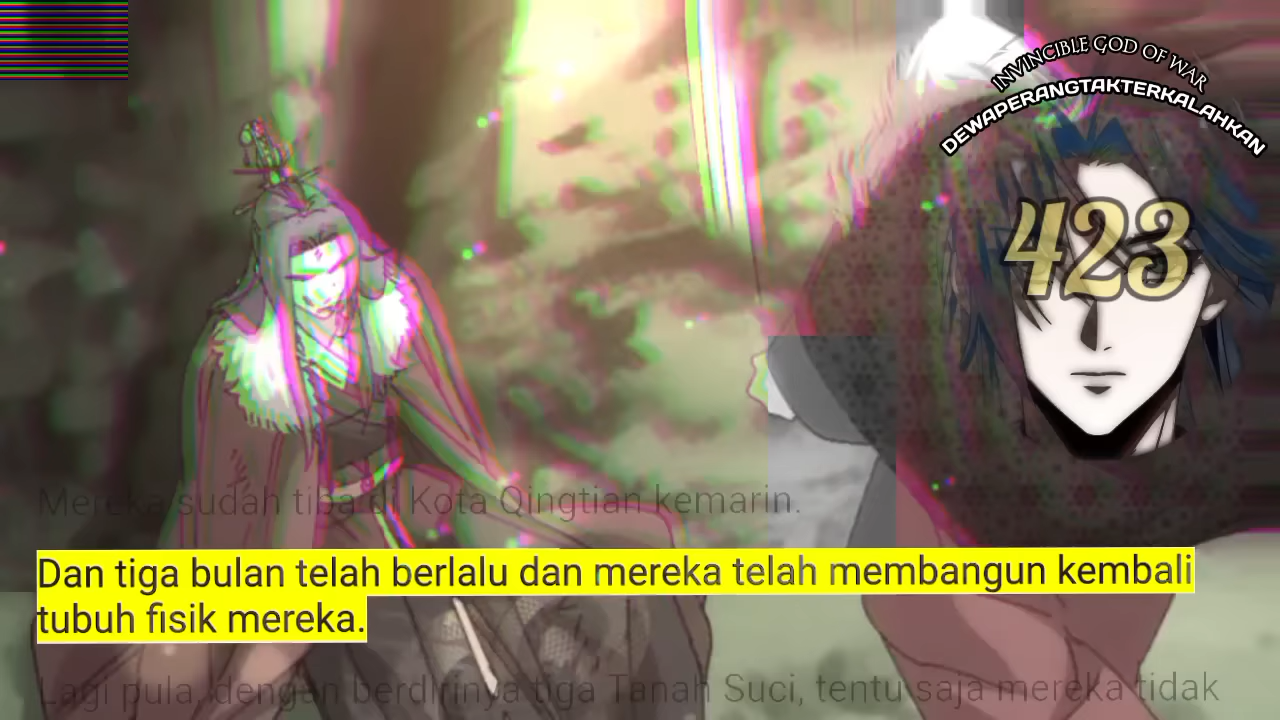 INVINCIBLE GOD OF WAR
DEWAPERANGTAKTERKALAHKAN
423
Mereka sudah tiba di Kota Qingtian kemarin.
Dan tiga bulan telah berlalu dan mereka telah membangun kembali
tubuh fisik mereka.
Lagi pula, dengan berdirinya tiga Tanah Suci, tentu saja mereka tidak